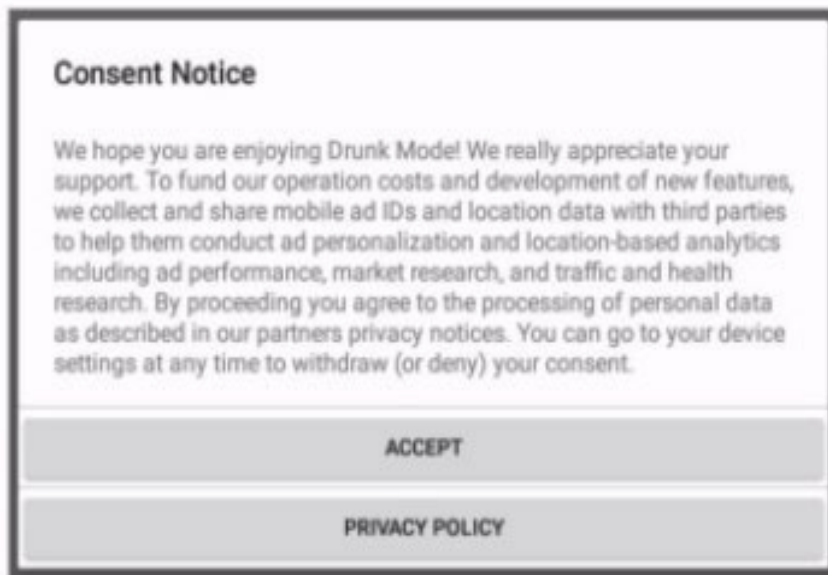 Consent Notice
We hope you are enjoying Drunk Mode! We really appreciate your
support. To fund our operation costs and development of new features,
we collect and share mobile ad IDs and location data with third parties
to help them conduct ad personalization and location-based analytics
including ad performance, market research, and traffic and health
research. By proceeding you agree to the processing of personal data
as described in our partners privacy notices. You can go to your device
settings at any time to withdraw (or deny) your consent.
ACCEPT
PRIVACY POLICY